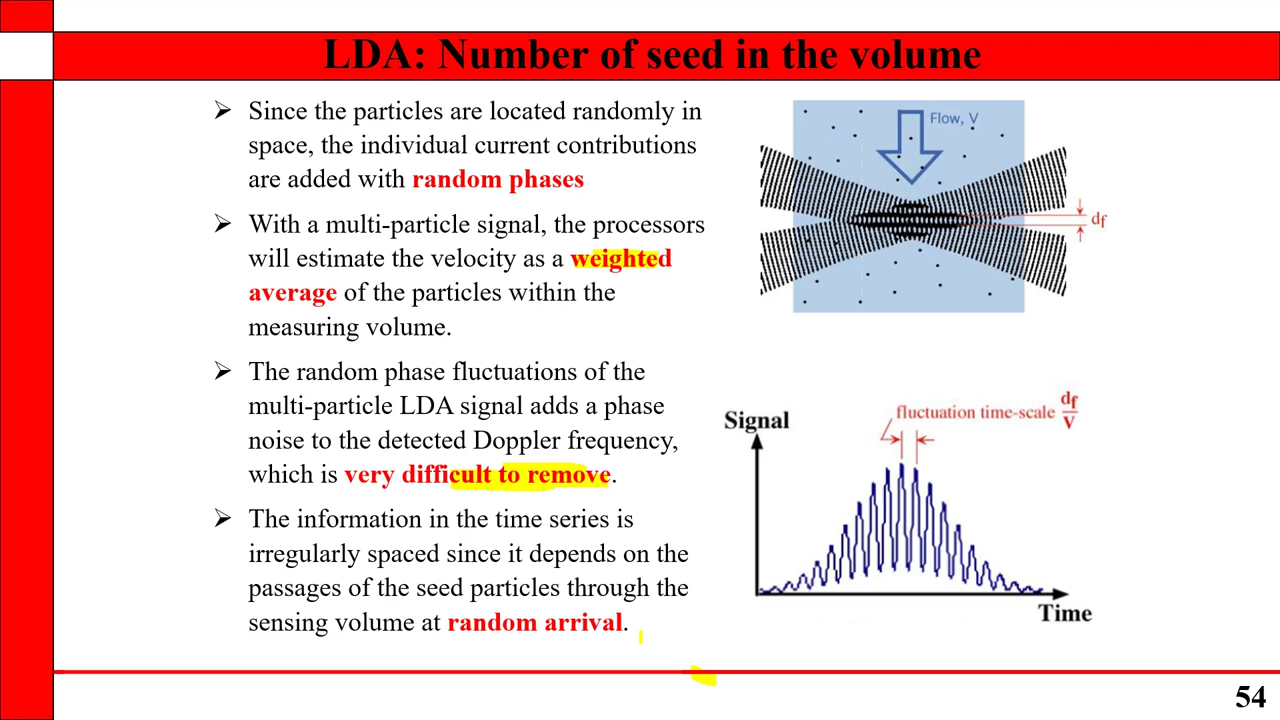 LDA: Number of seed in the volume
➢ Since the particles are located randomly in
space, the individual current contributions
are added with random phases
➢ With a multi-particle signal, the processors
will estimate the velocity as a weighted
average of the particles within the
measuring volume.
➢ The random phase fluctuations of the
multi-particle LDA signal adds a phase
noise to the detected Doppler frequency,
which is very difficult to remove.
➢ The information in the time series is
irregularly spaced since it depends on the
passages of the seed particles through the
sensing volume at random arrival.
Flow, V
df
Signal
fluctuation time-scale df/V
Time
54